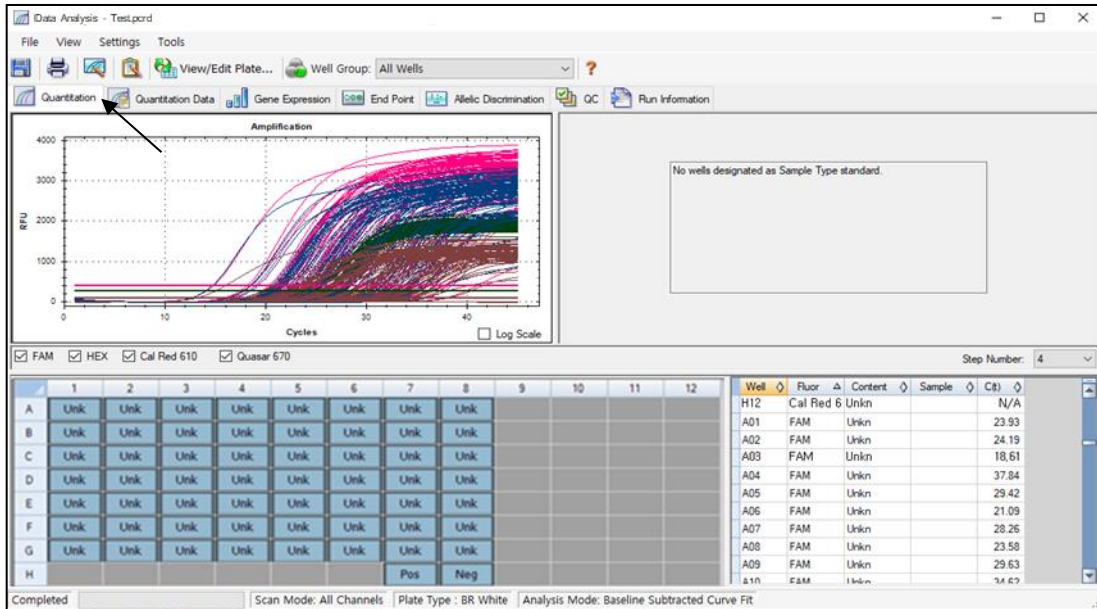 Data Analysis - Test.pcrd
File View Settings Tools
View/Edit Plate... Well Group: All Wells ?
Quantitation Quantitation Data Gene Expression End Point Allelic Discrimination QC Run Information
Amplification
4000
3000
2000
1000
0
RFU
0 10 20 30 40
Cycles
Log Scale
No wells designated as Sample Type standard.
FAM HEX Cal Red 610 Quasar 670
Step Number: 4
1 2 3 4 5 6 7 8 9 10 11 12
A Unk Unk Unk Unk Unk Unk Unk Unk
B Unk Unk Unk Unk Unk Unk Unk Unk
C Unk Unk Unk Unk Unk Unk Unk Unk
D Unk Unk Unk Unk Unk Unk Unk Unk
E Unk Unk Unk Unk Unk Unk Unk Unk
F Unk Unk Unk Unk Unk Unk Unk Unk
G Unk Unk Unk Unk Unk Unk Unk Unk
H Pos Neg
Well Fluor Content Sample C(t)
H12 Cal Red 6 Unkn N/A
A01 FAM Unkn 23.93
A02 FAM Unkn 24.19
A03 FAM Unkn 18,61
A04 FAM Unkn 37.84
A05 FAM Unkn 29.42
A06 FAM Unkn 21.09
A07 FAM Unkn 28.26
A08 FAM Unkn 23.58
A09 FAM Unkn 29.63
A10 FAM Unkn 34.62
Completed Scan Mode: All Channels Plate Type : BR White Analysis Mode: Baseline Subtracted Curve Fit